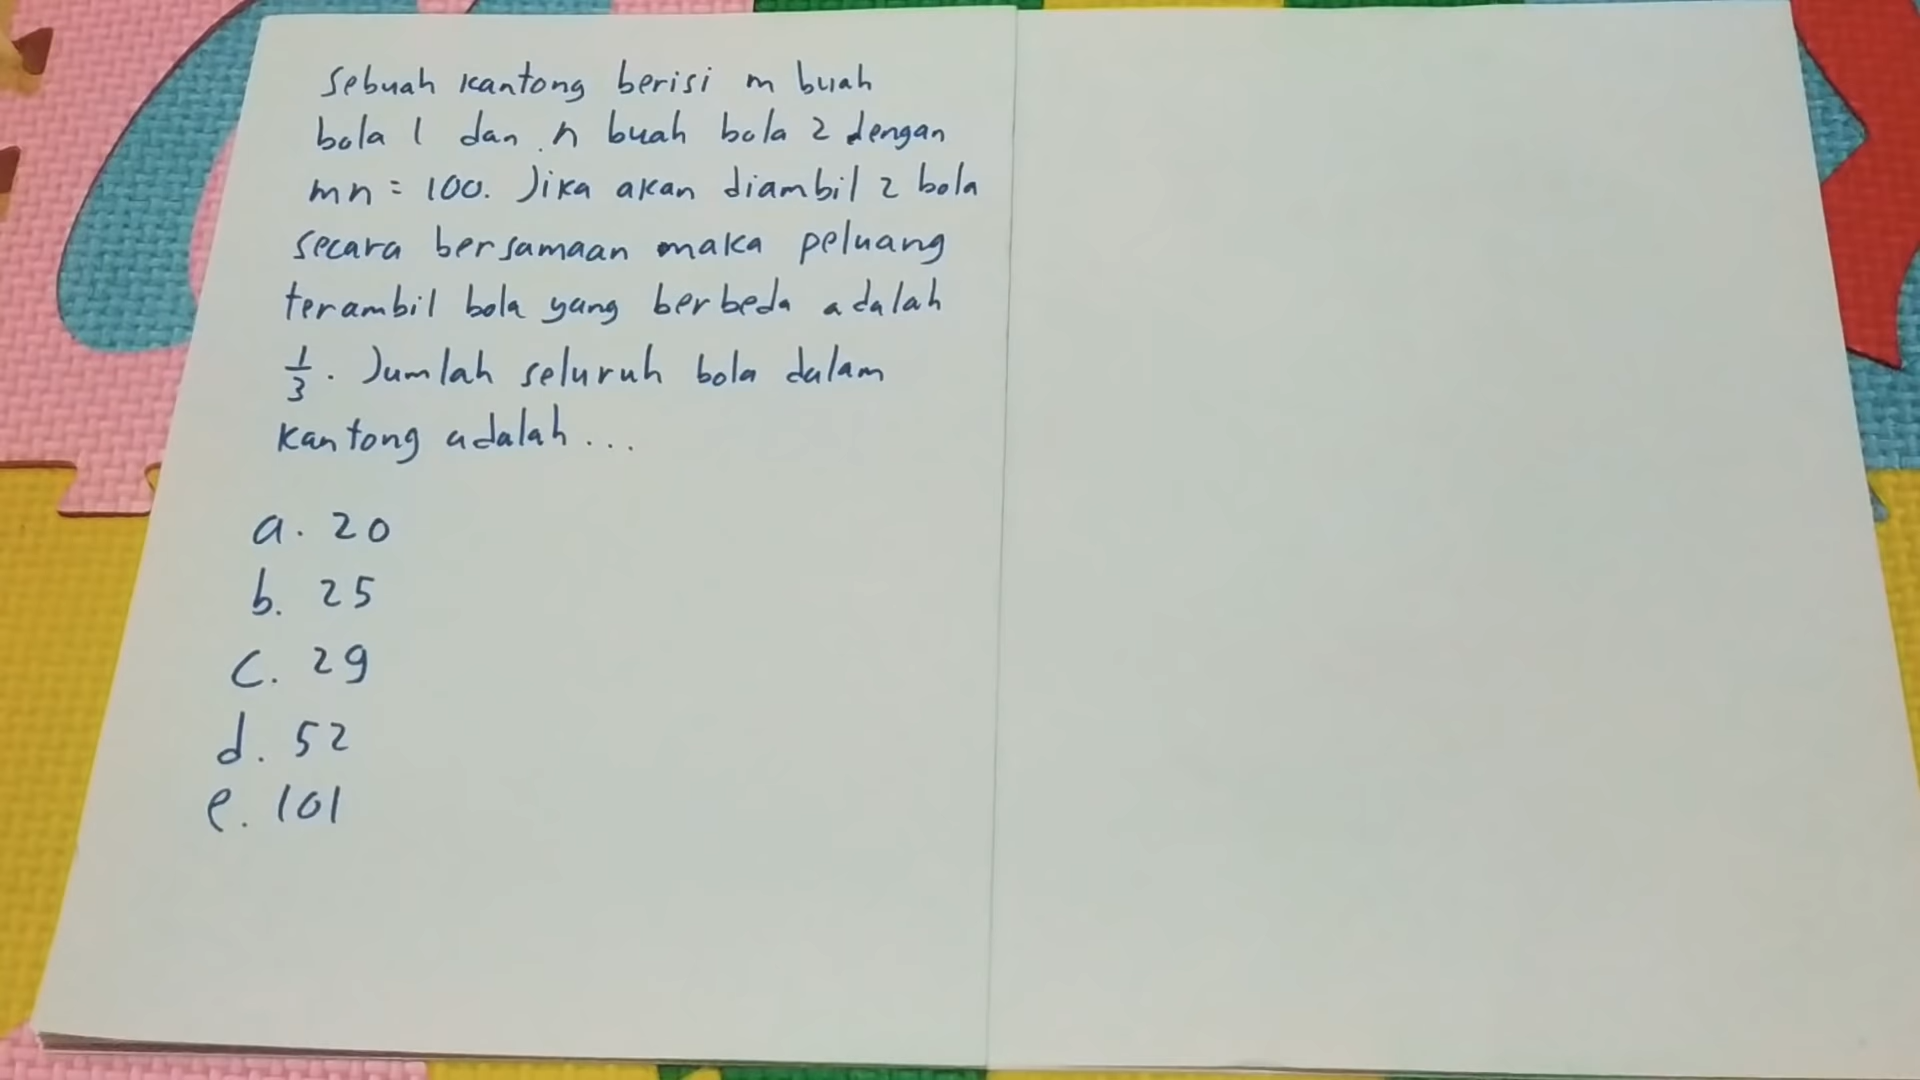 Sebuah kantong berisi m buah
bola 1 dan n buah bola 2 dengan
mn = 100. Jika akan diambil 2 bola
secara bersamaan maka peluang
terambil bola yang berbeda adalah
1/3. Jumlah seluruh bola dalam
kantong adalah...
a. 20
b. 25
c. 29
d. 52
e. 101